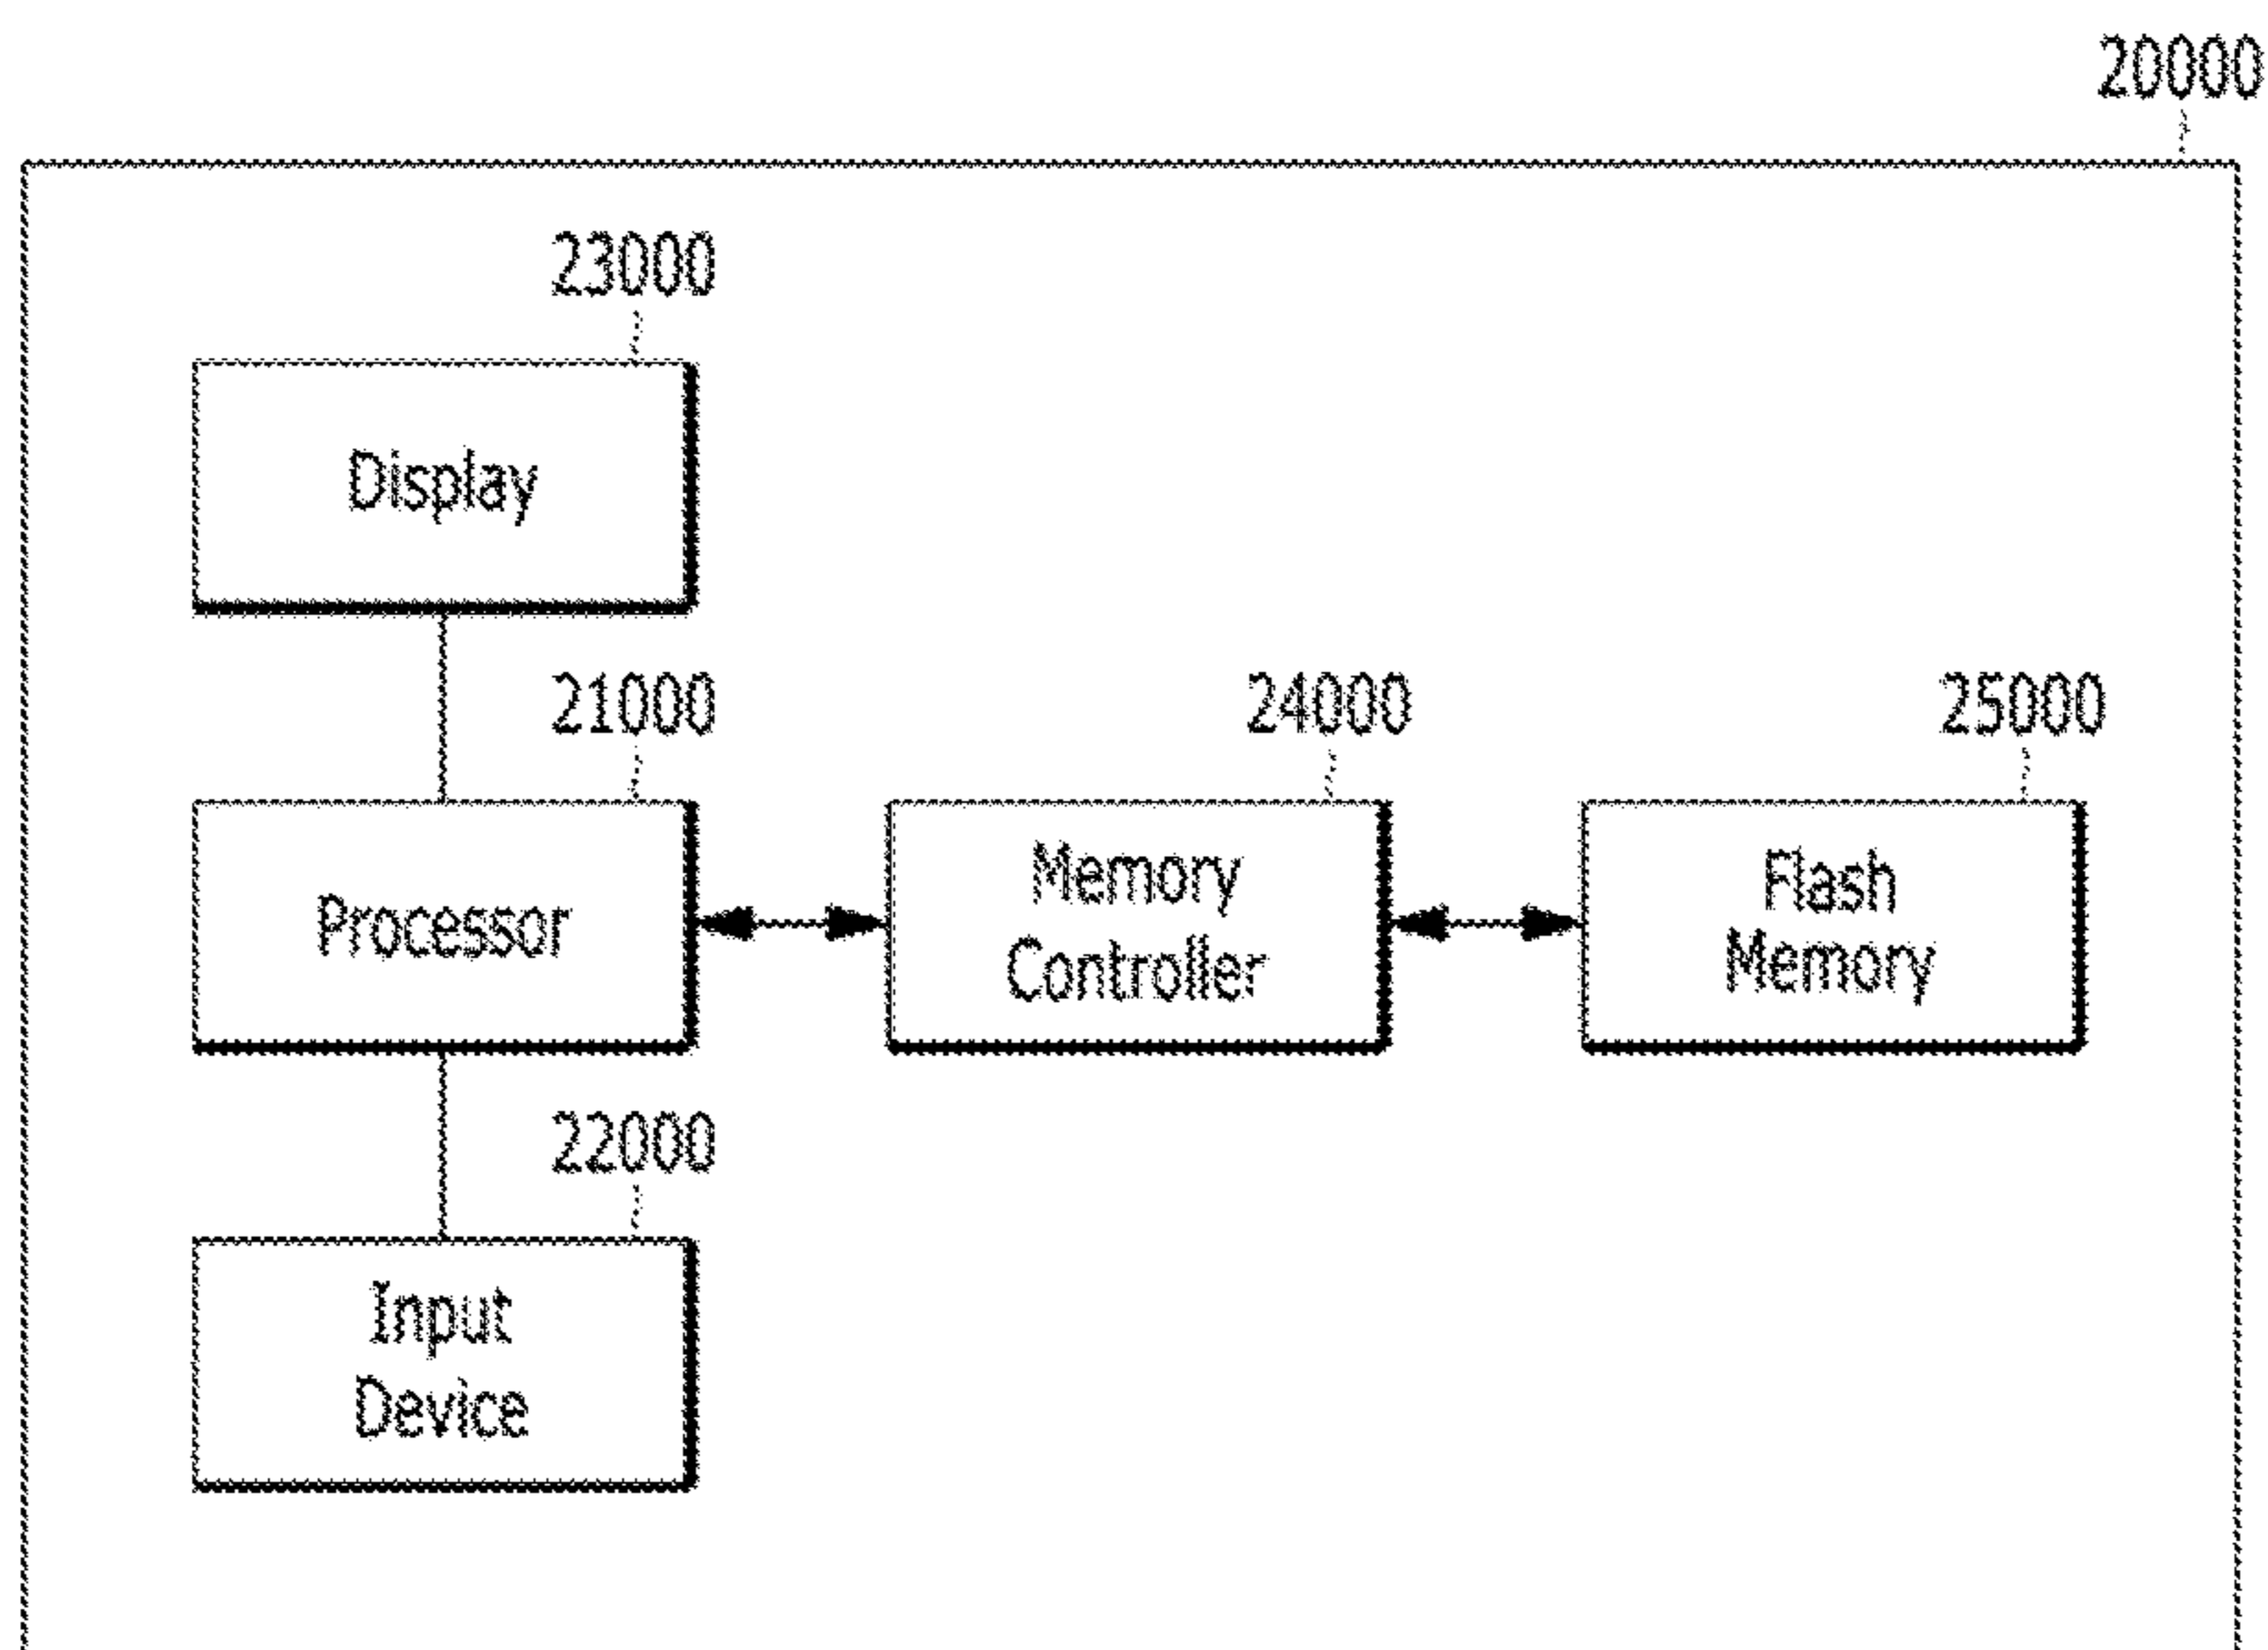 20000
23000
Display
21000
24000
25000
Processor
Memory
Controller
Flash
Memory
22000
Input
Device